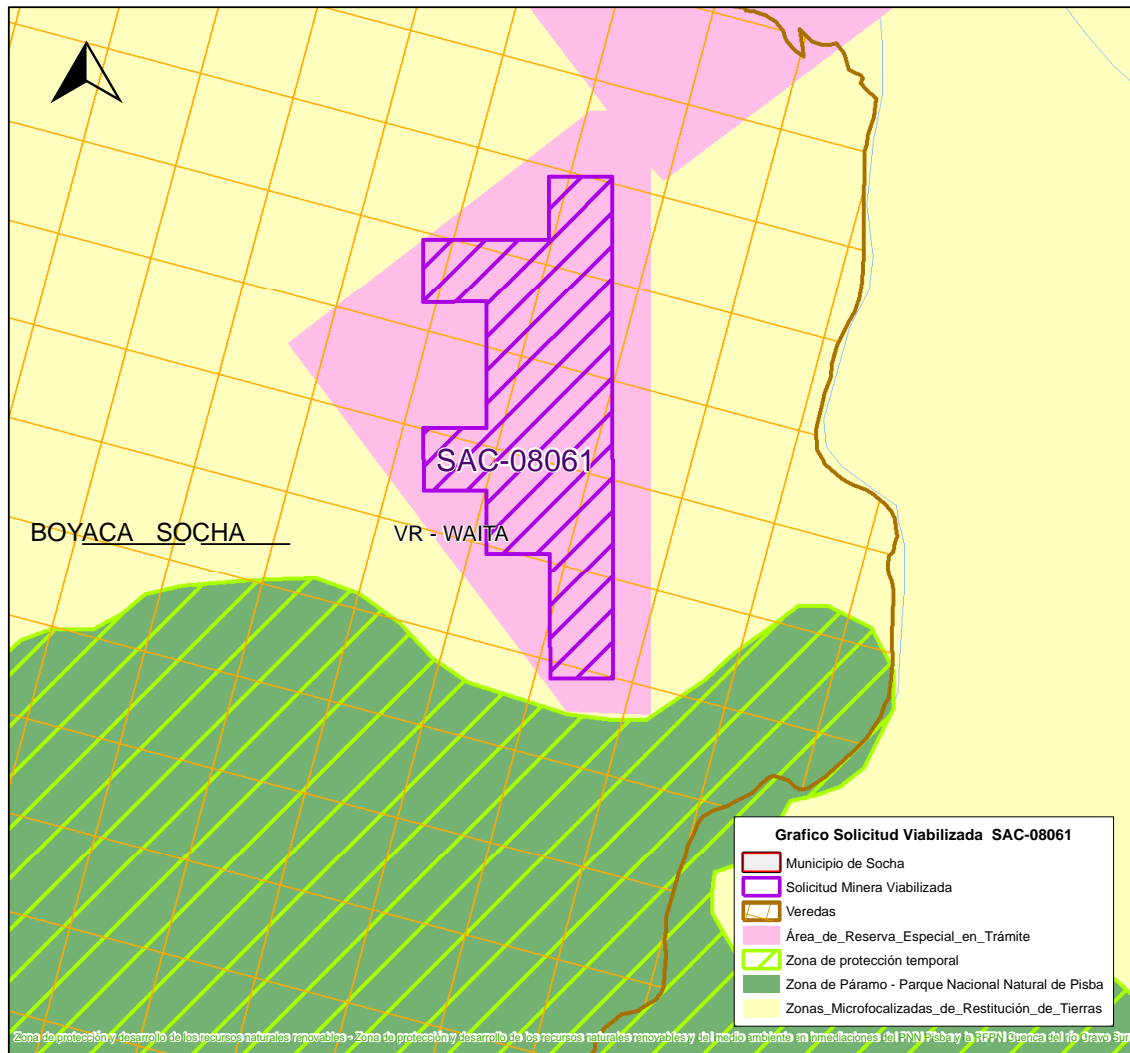 SAC-08061
BOYACA SOCHA
VR - WAITA
Grafico Solicitud Viabilizada SAC-08061
Municipio de Socha
Solicitud Minera Viabilizada
Veredas
Área_de_Reserva_Especial_en_Trámite
Zona de protección temporal
Zona de Páramo - Parque Nacional Natural de Pisba
Zonas_Microfocalizadas_de_Restitución_de_Tierras
Zona de protección y desarrollo de los recursos naturales renovables - Zona de protección y desarrollo de los recursos naturales renovables y del medio ambiente en inmediaciones del PNN Pisba y la RFPN Cuenca del río Cravo Sur